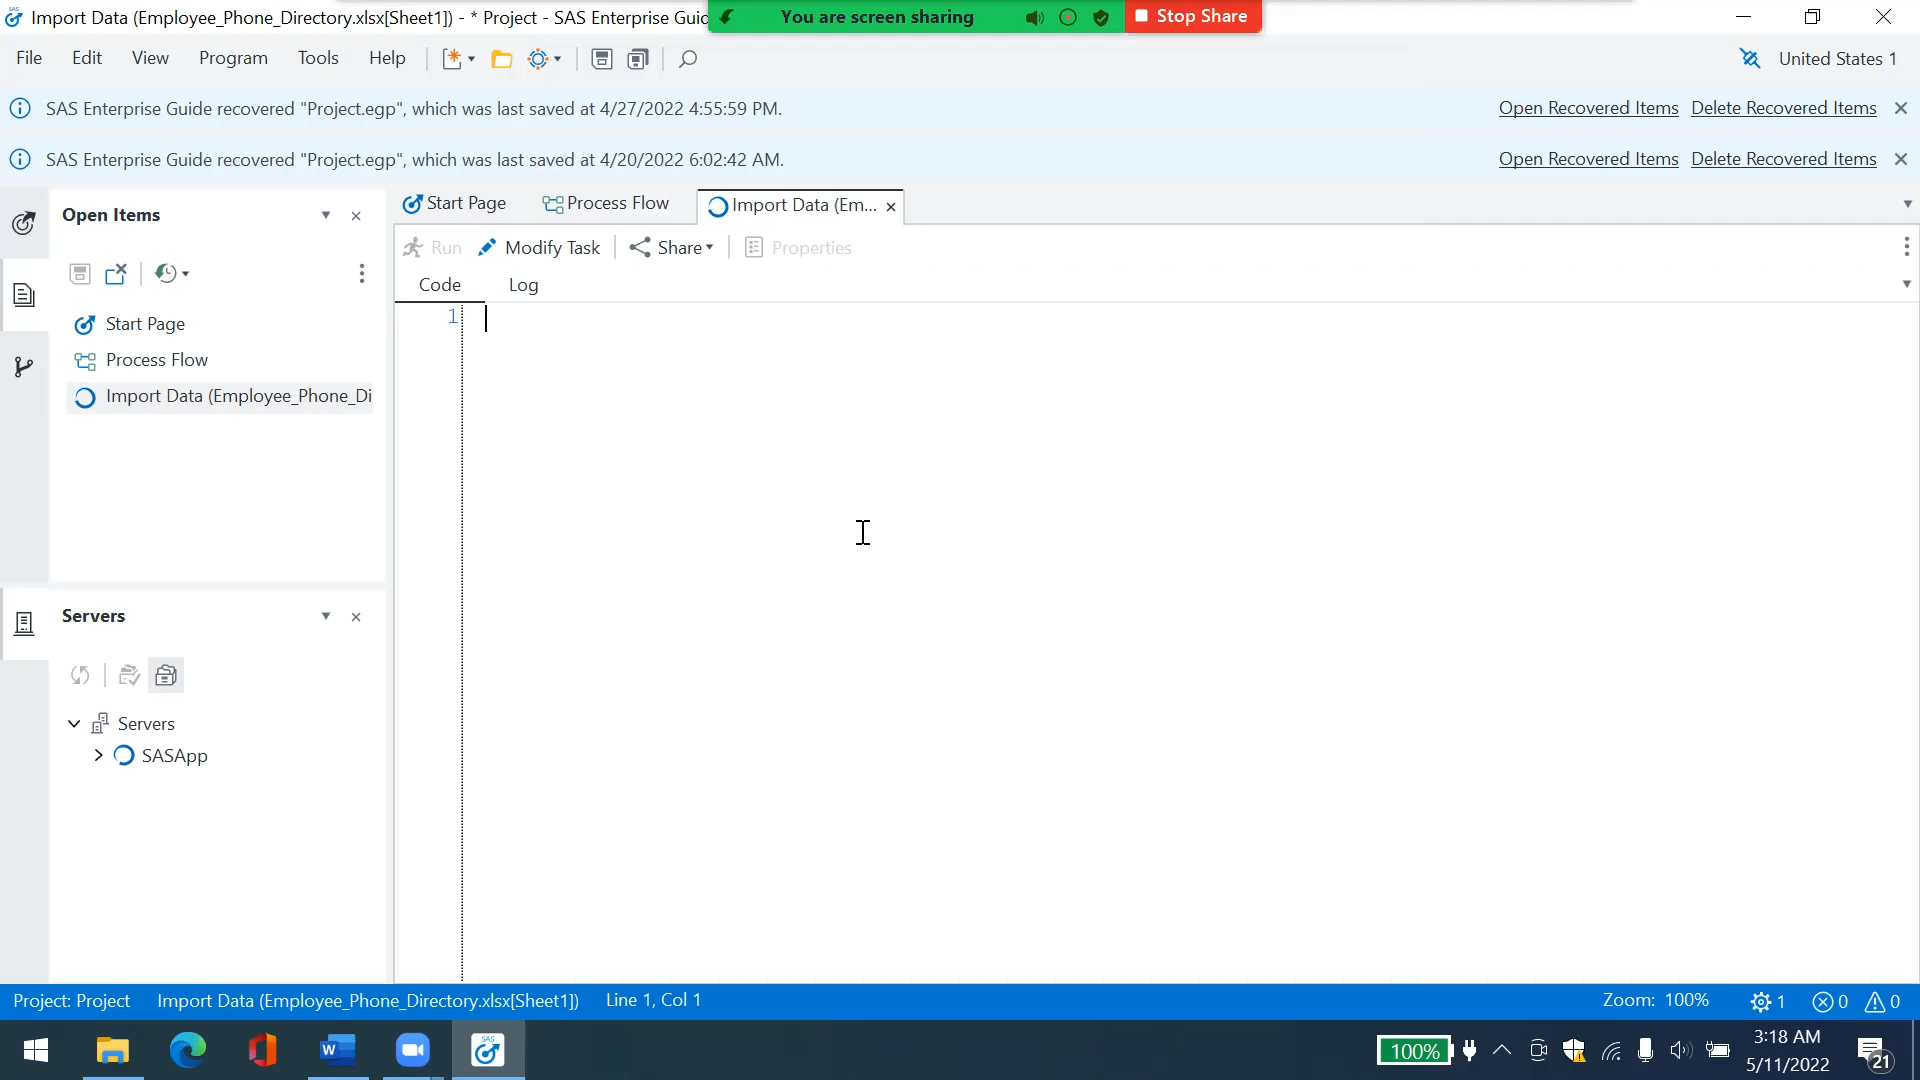 Import Data (Employee_Phone_Directory.xlsx[Sheet1]) - * Project - SAS Enterprise Guid
You are screen sharing
Stop Share
File Edit View Program Tools Help
United States 1
SAS Enterprise Guide recovered "Project.egp", which was last saved at 4/27/2022 4:55:59 PM.
Open Recovered Items Delete Recovered Items
SAS Enterprise Guide recovered "Project.egp", which was last saved at 4/20/2022 6:02:42 AM.
Open Recovered Items Delete Recovered Items
Open Items
Start Page Process Flow Import Data (Em...
Run Modify Task Share Properties
Code Log
1
Start Page
Process Flow
Import Data (Employee_Phone_Di
Servers
Servers
SASApp
Project: Project Import Data (Employee_Phone_Directory.xlsx[Sheet1]) Line 1, Col 1
Zoom: 100% 1 0 0
W
SAS
100%
3:18 AM
5/11/2022
21